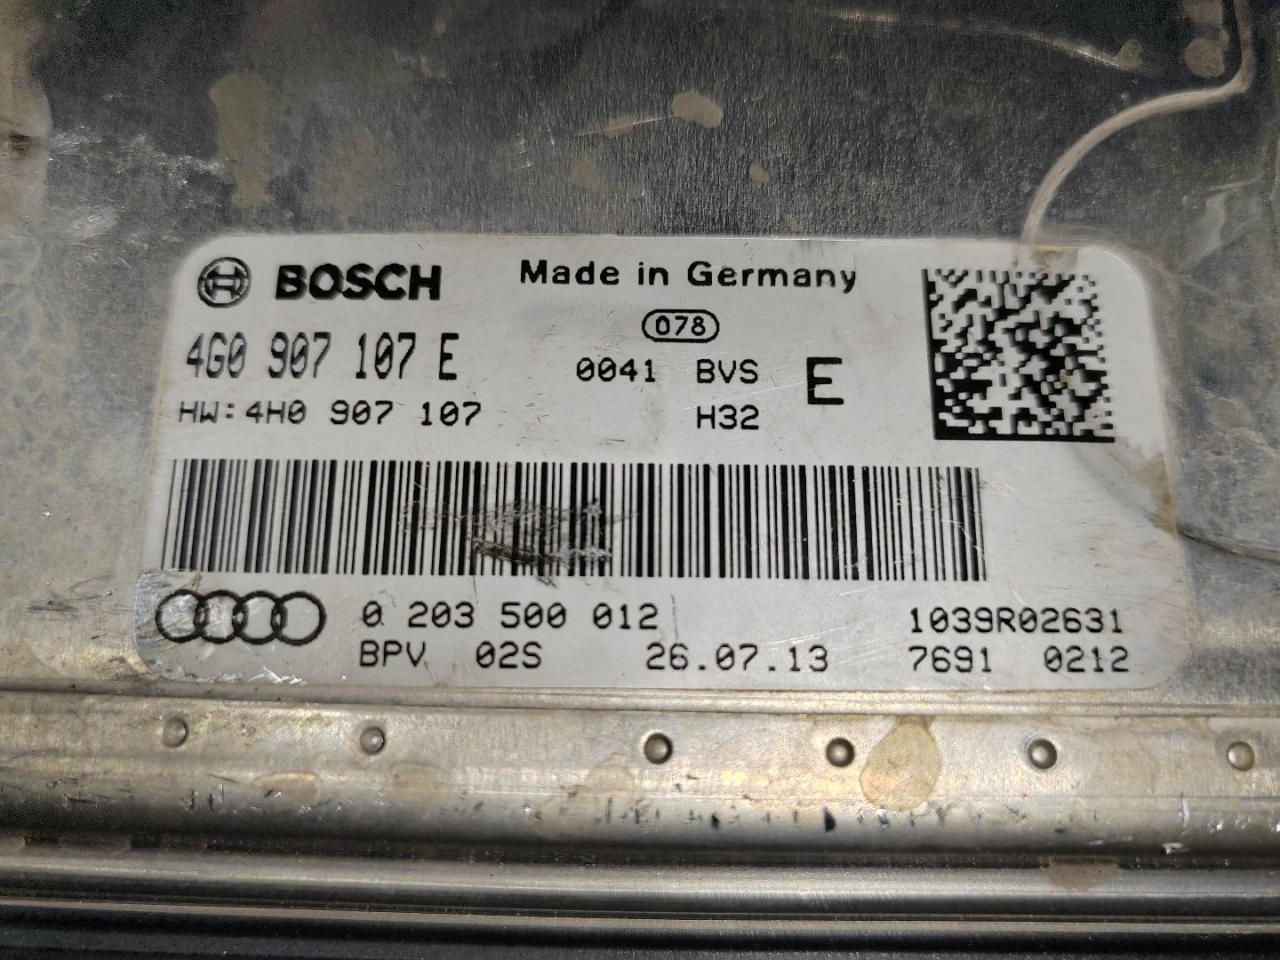 BOSCH Made in Germany
078
4G0 907 107 E 0041 BVS E
HW:4H0 907 107 H32
0 203 500 012 1039R02631
BPV 02S 26.07.13 7691 0212